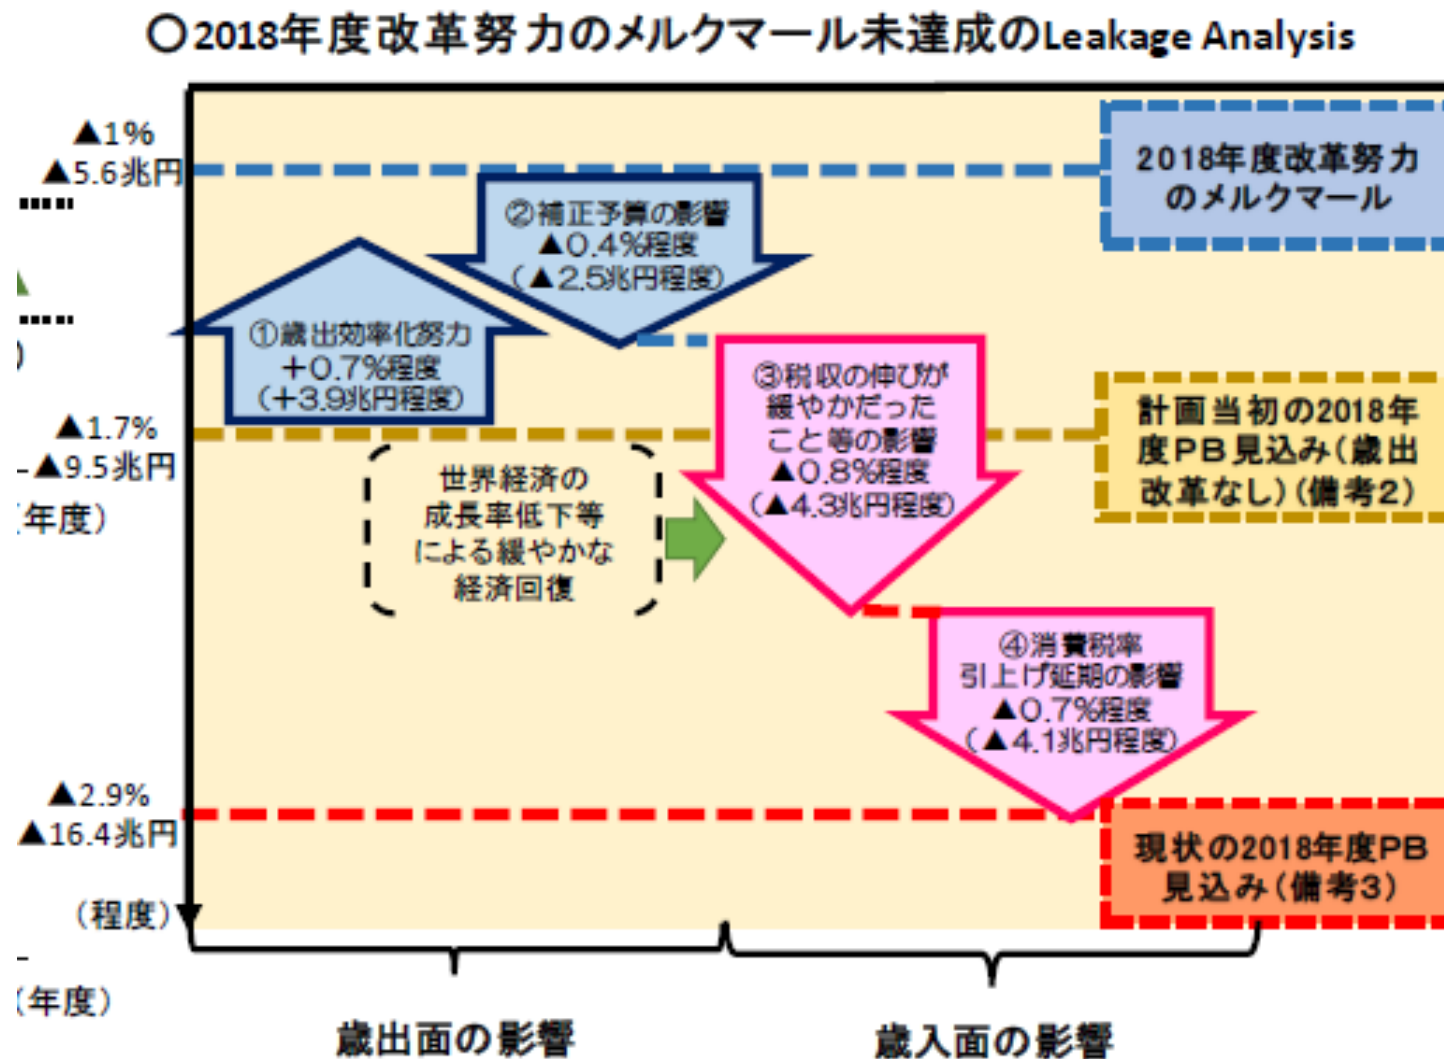 〇2018年度改革努力のメルクマール未達成のLeakage Analysis
▲1%
▲5.6兆円
2018年度改革努力
のメルクマール
②補正予算の影響
▲0.4%程度
(▲2.5兆円程度)
①歳出効率化努力
+0.7%程度
(+3.9兆円程度)
③税収の伸びが
緩やかだった
こと等の影響
▲0.8%程度
(▲4.3兆円程度)
▲1.7%
▲9.5兆円
計画当初の2018年
度PB見込み(歳出
改革なし)(備考2)
(年度)
世界経済の
成長率低下等
による緩やかな
経済回復
④消費税率
引上げ延期の影響
▲0.7%程度
(▲4.1兆円程度)
▲2.9%
▲16.4兆円
現状の2018年度PB
見込み(備考3)
(程度)
(年度)
歳出面の影響
歳入面の影響